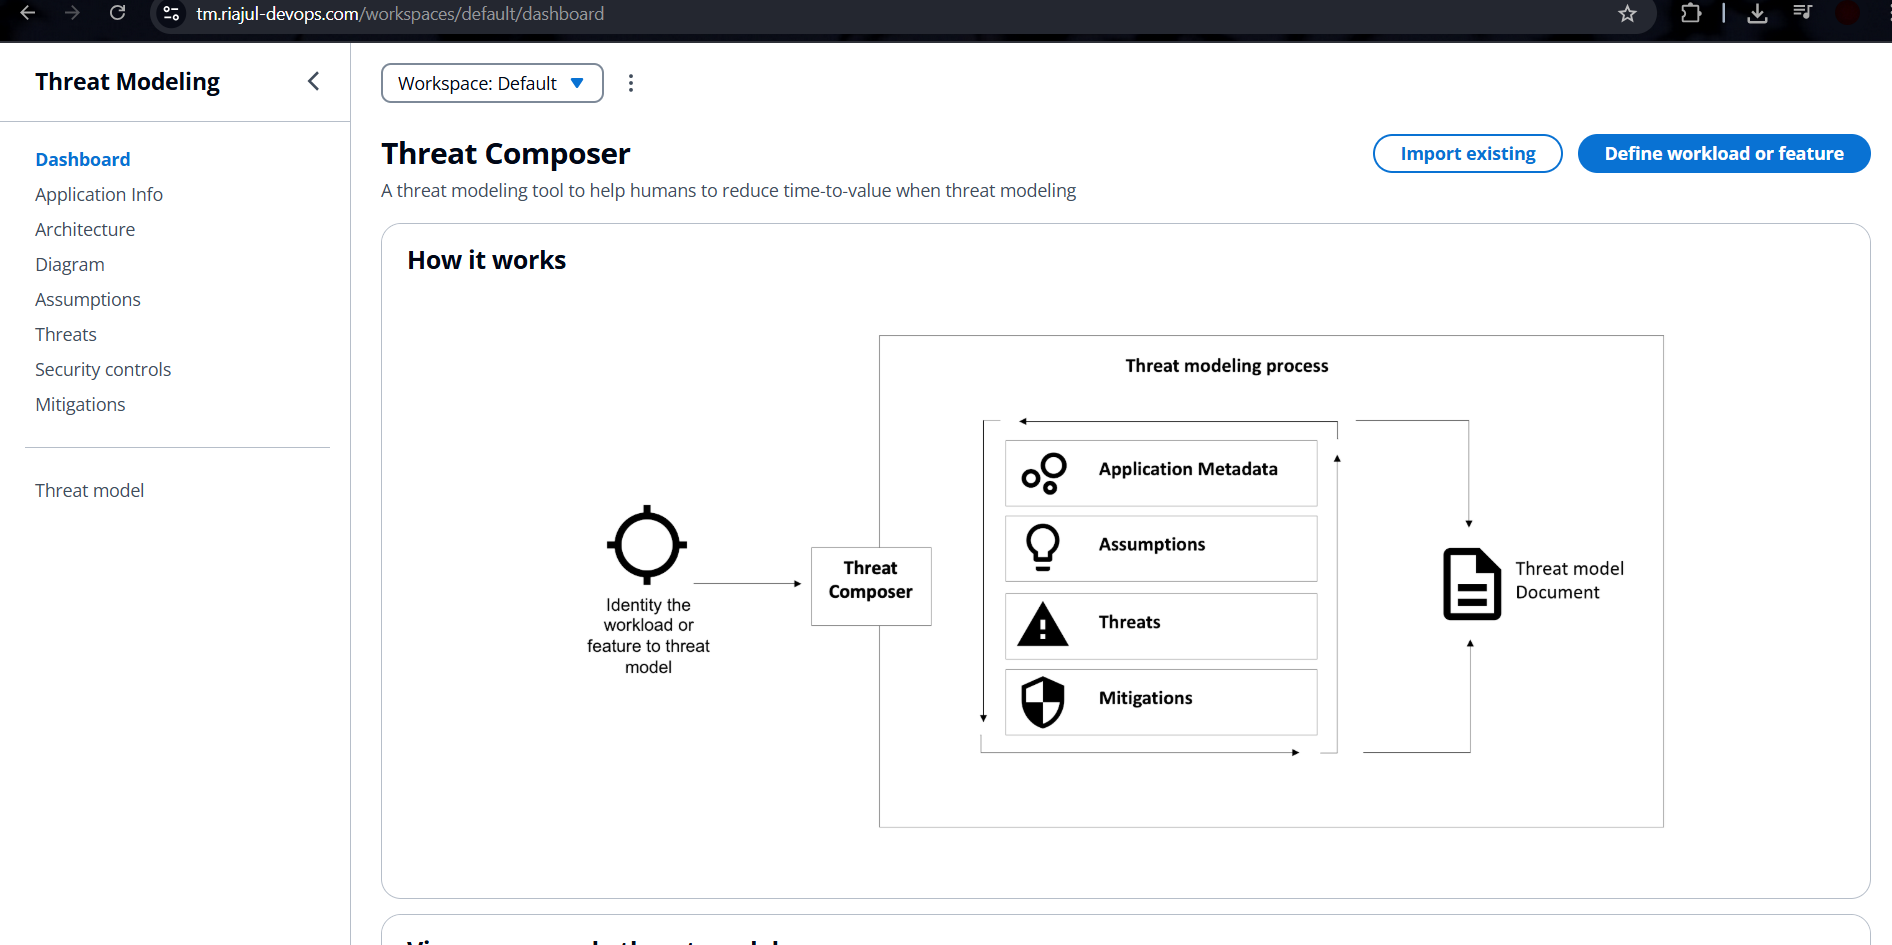 tm.riajul-devops.com/workspaces/default/dashboard
Threat Modeling
Workspace: Default
Dashboard
Application Info
Architecture
Diagram
Assumptions
Threats
Security controls
Mitigations
Threat model
Threat Composer
Import existing
Define workload or feature
A threat modeling tool to help humans to reduce time-to-value when threat modeling
How it works
Threat modeling process
Identity the
workload or
feature to threat
model
Threat
Composer
Application Metadata
Assumptions
Threats
Mitigations
Threat model
Document